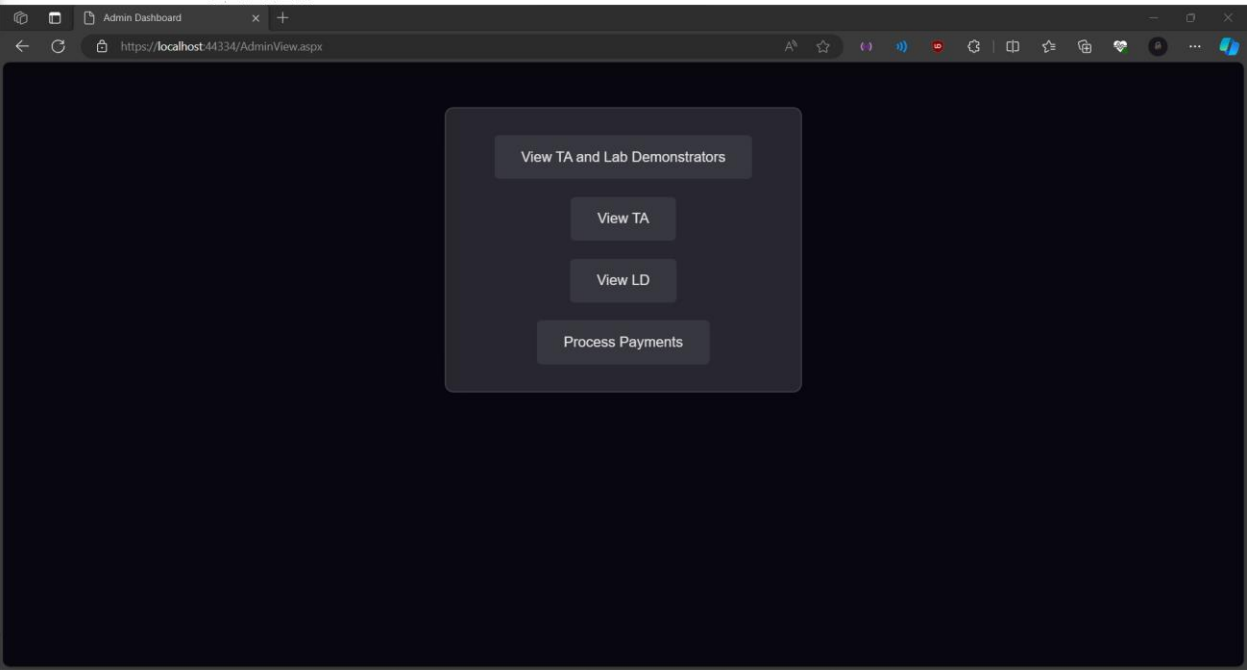 Admin Dashboard
https://localhost:44334/AdminView.aspx
View TA and Lab Demonstrators
View TA
View LD
Process Payments